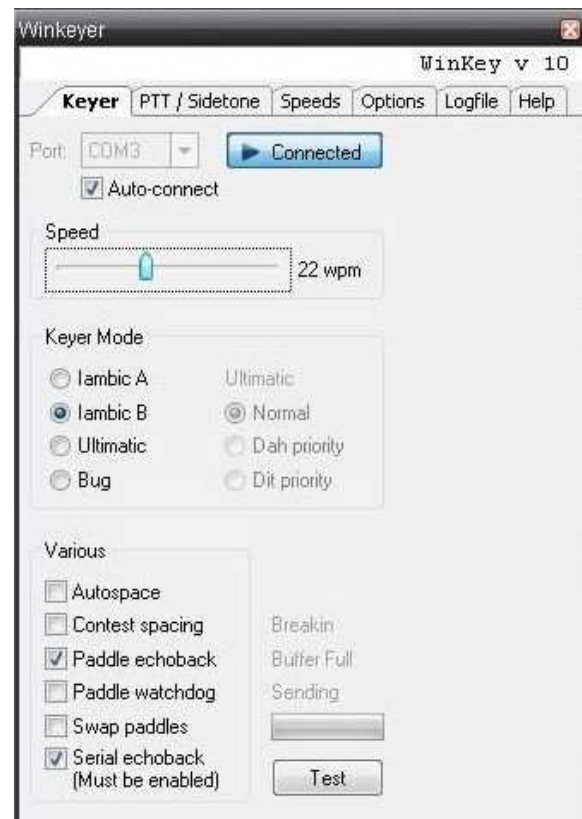 Winkeyer
WinKey v 10
Keyer PTT / Sidetone Speeds Options Logfile Help
Port: COM3 Connected
Auto-connect
Speed
22 wpm
Keyer Mode
Iambic A Ultimatic
Iambic B Normal
Ultimatic Dah priority
Bug Dit priority
Various
Autospace
Contest spacing Breakin
Paddle echoback Buffer Full
Paddle watchdog Sending
Swap paddles
Serial echoback
(Must be enabled) Test